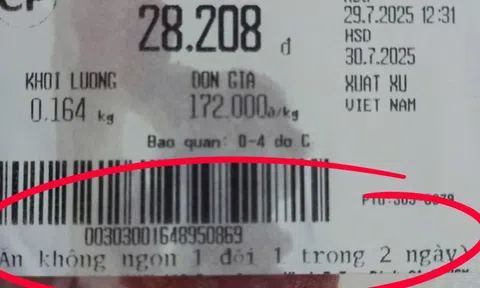 CP
28.208 đ
29.7.2025 12:31
HSD
30.7.2025
KHOI LUONG
DON GIA
XUAT XU
0.164 kg
172.000đ/kg
VIET NAM
Bao quan: 0-4 do C
00303001648950869
Ăn không ngon 1 đổi 1 trong 2 ngày)